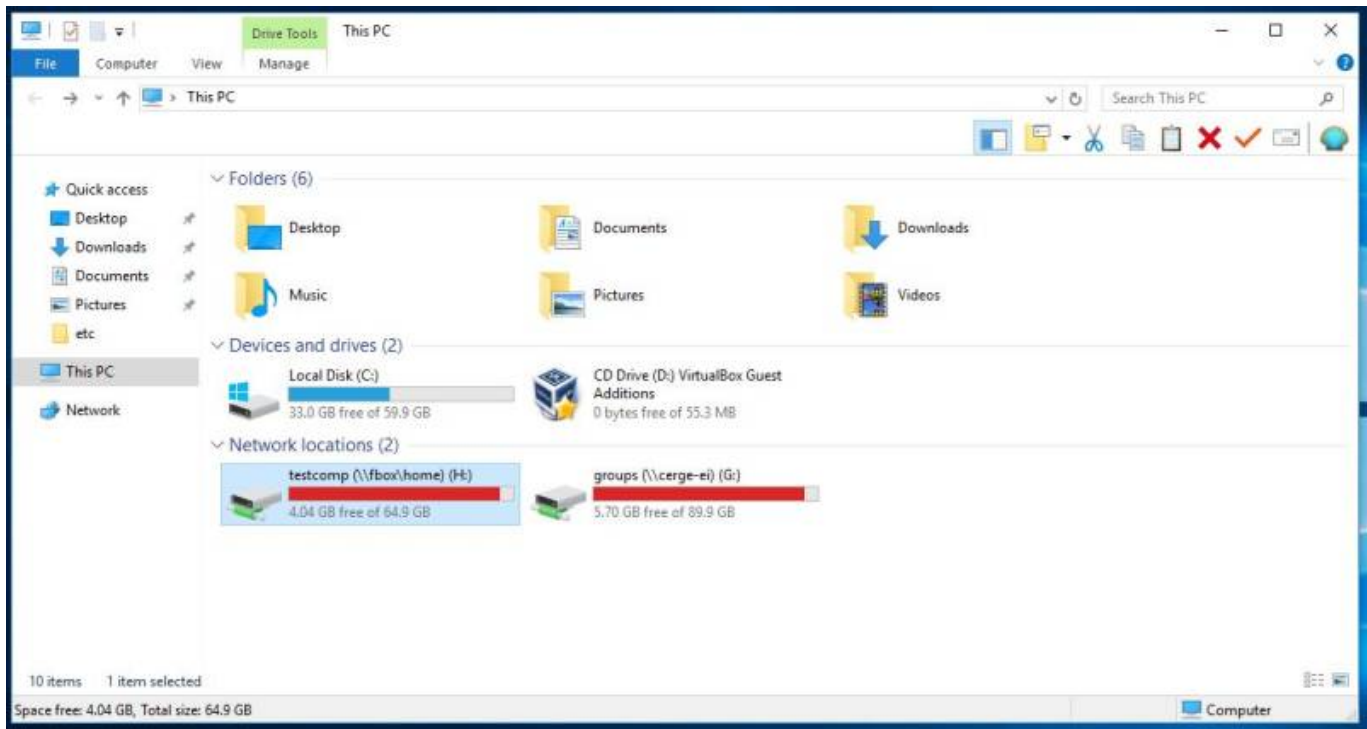 Drive Tools This PC
File Computer View Manage
This PC Search This PC
Quick access
Desktop
Downloads
Documents
Pictures
etc
This PC
Network
Folders (6)
Desktop Documents Downloads
Music Pictures Videos
Devices and drives (2)
Local Disk (C:)
33.0 GB free of 59.9 GB
CD Drive (D:) VirtualBox Guest
Additions
0 bytes free of 55.3 MB
Network locations (2)
testcomp (\\fbox\home) (H:)
4.04 GB free of 64.9 GB
groups (\\cerge-ei) (G:)
5.70 GB free of 89.9 GB
10 items 1 item selected
Space free: 4.04 GB, Total size: 64.9 GB Computer